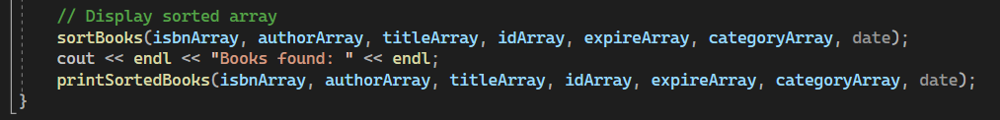 // Display sorted array
sortBooks(isbnArray, authorArray, titleArray, idArray, expireArray, categoryArray, date);
cout << endl << "Books found: " << endl;
printSortedBooks(isbnArray, authorArray, titleArray, idArray, expireArray, categoryArray, date);
}